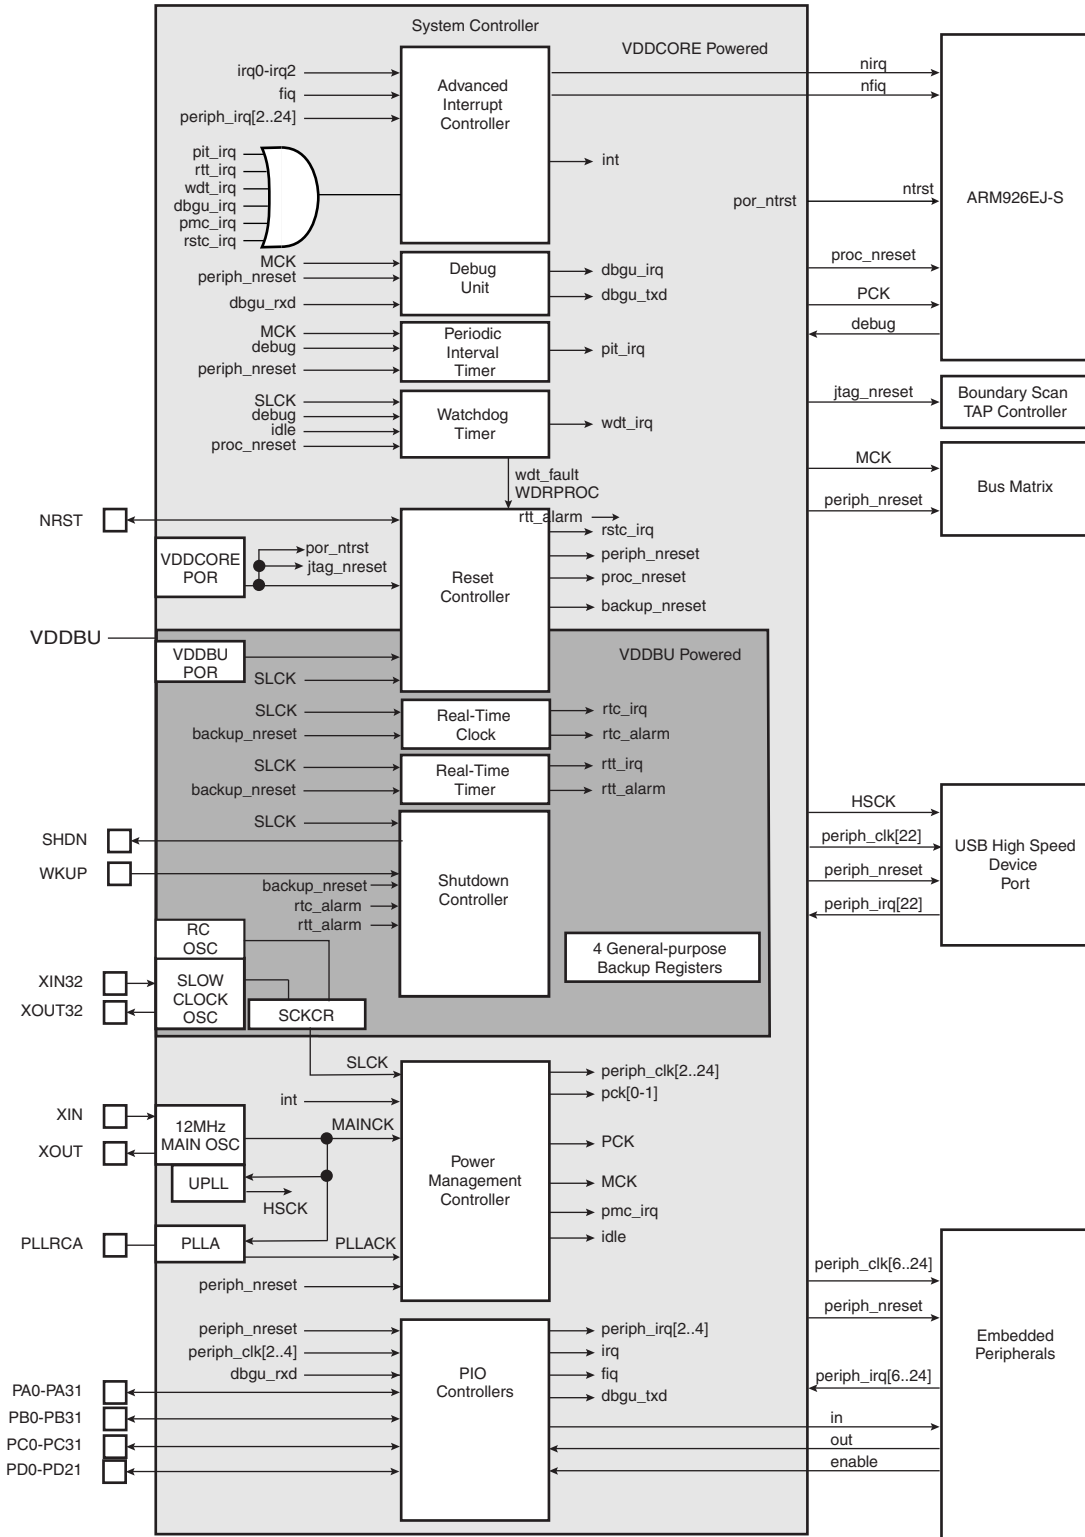 System Controller
VDDCORE Powered
irq0-irq2
fiq
periph_irq[2..24]
Advanced
Interrupt
Controller
nirq
nfiq
int
pit_irq
rtt_irq
wdt_irq
dbgu_irq
pmc_irq
rstc_irq
por_ntrst
ntrst
ARM926EJ-S
proc_nreset
PCK
debug
MCK
periph_nreset
dbgu_rxd
Debug
Unit
dbgu_irq
dbgu_txd
MCK
debug
periph_nreset
Periodic
Interval
Timer
pit_irq
SLCK
debug
idle
proc_nreset
Watchdog
Timer
wdt_irq
jtag_nreset
Boundary Scan
TAP Controller
MCK
periph_nreset
Bus Matrix
wdt_fault
WDRPROC
NRST
rtt_alarm
rstc_irq
periph_nreset
proc_nreset
backup_nreset
VDDCORE
POR
por_ntrst
jtag_nreset
Reset
Controller
VDDBU
VDDBU
POR
SLCK
VDDBU Powered
SLCK
backup_nreset
Real-Time
Clock
rtc_irq
rtc_alarm
SLCK
backup_nreset
Real-Time
Timer
rtt_irq
rtt_alarm
SLCK
SHDN
WKUP
backup_nreset
rtc_alarm
rtt_alarm
Shutdown
Controller
HSCK
periph_clk[22]
periph_nreset
periph_irq[22]
USB High Speed
Device
Port
RC
OSC
4 General-purpose
Backup Registers
XIN32
XOUT32
SLOW
CLOCK
OSC
SCKCR
SLCK
int
XIN
XOUT
12MHz
MAIN OSC
MAINCK
UPLL
HSCK
PLLRCA
PLLA
PLLACK
periph_nreset
Power
Management
Controller
periph_clk[2..24]
pck[0-1]
PCK
MCK
pmc_irq
idle
periph_nreset
periph_clk[2..4]
dbgu_rxd
PA0-PA31
PB0-PB31
PC0-PC31
PD0-PD21
PIO
Controllers
periph_irq[2..4]
irq
fiq
dbgu_txd
periph_clk[6..24]
periph_nreset
periph_irq[6..24]
in
out
enable
Embedded
Peripherals